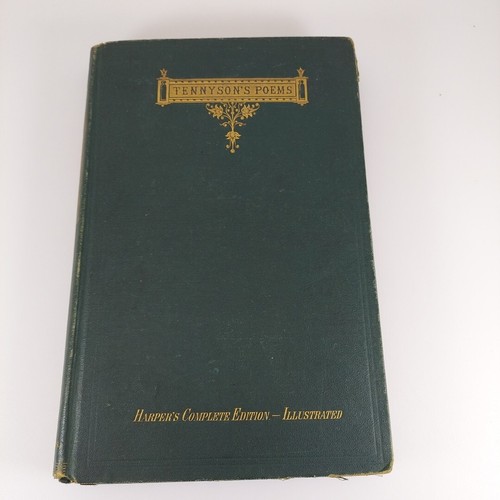 TENNYSON'S POEMS
HARPER'S COMPLETE EDITION – ILLUSTRATED